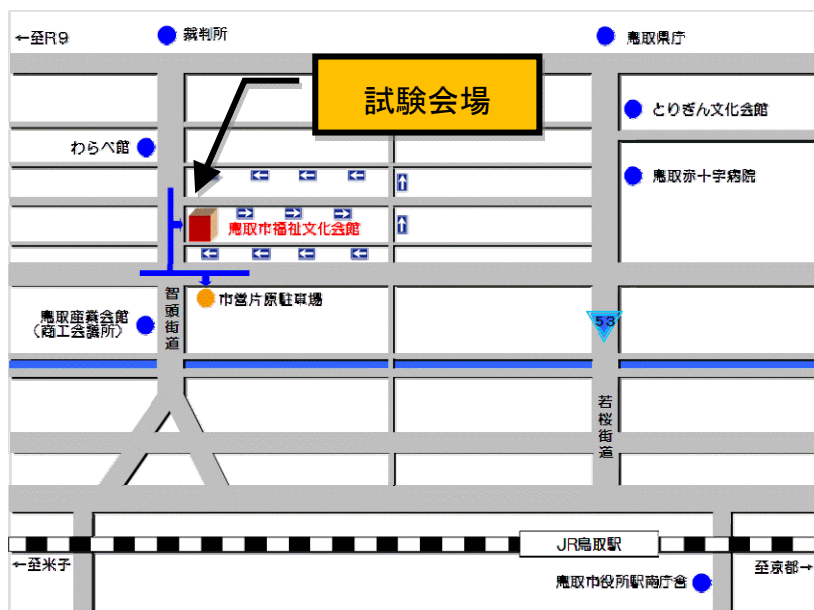 ←至R9
裁判所
鳥取県庁
試験会場
とりぎん文化会館
わらべ館
鳥取赤十字病院
鳥取市福祉文化会館
智頭街道
市営片原駐車場
鳥取産業会館
(商工会議所)
53
若桜街道
JR鳥取駅
←至米子
至京都→
鳥取市役所駅南庁舎